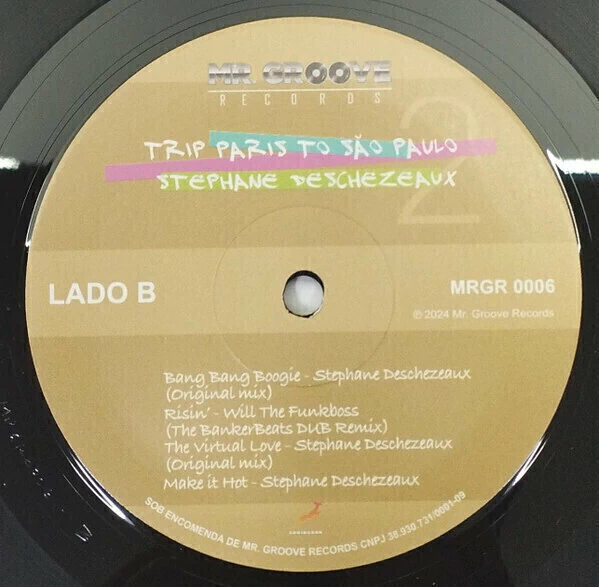 MR. GROOVE
RECORDS
TRIP PARIS TO SÃO PAULO
STEPHANE DESCHEZEAUX
2
LADO B
MRGR 0006
℗ 2024 Mr. Groove Records
Bang Bang Boogie - Stephane Deschezeaux
(Original mix)
Risin' - Will The Funkboss
(The BankerBeats DUB Remix)
The Virtual Love - Stephane Deschezeaux
(Original mix)
Make it Hot - Stephane Deschezeaux
SOB ENCOMENDA DE MR. GROOVE RECORDS CNPJ 38.930.731/0001-09